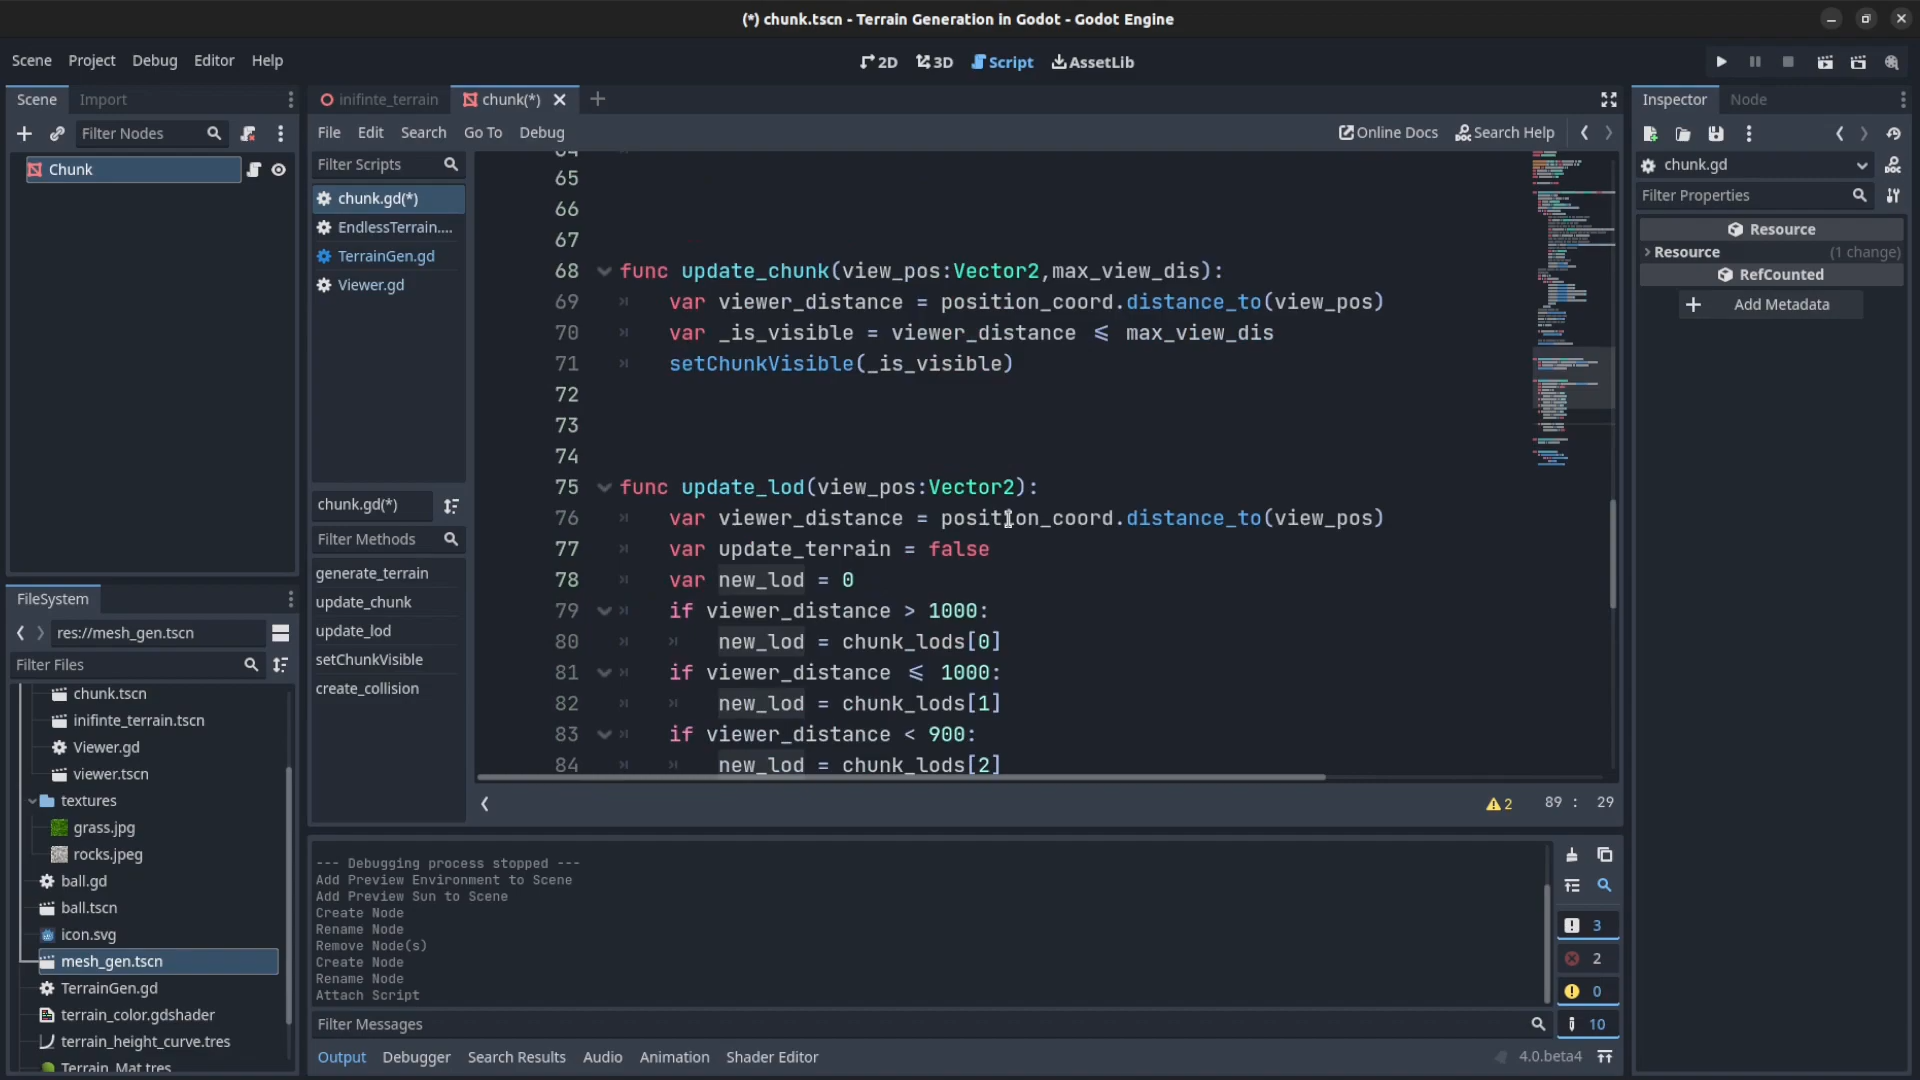 (*) chunk.tscn - Terrain Generation in Godot - Godot Engine
Scene Project Debug Editor Help
2D 3D Script AssetLib
Scene Import
Filter Nodes
Chunk
inifinte_terrain chunk(*)
File Edit Search Go To Debug
Online Docs Search Help
Filter Scripts
chunk.gd(*)
EndlessTerrain....
TerrainGen.gd
Viewer.gd
chunk.gd(*)
Filter Methods
generate_terrain
update_chunk
update_lod
setChunkVisible
create_collision
64
65
66
67
68 func update_chunk(view_pos:Vector2,max_view_dis):
69 var viewer_distance = position_coord.distance_to(view_pos)
70 var _is_visible = viewer_distance <= max_view_dis
71 setChunkVisible(_is_visible)
72
73
74
75 func update_lod(view_pos:Vector2):
76 var viewer_distance = position_coord.distance_to(view_pos)
77 var update_terrain = false
78 var new_lod = 0
79 if viewer_distance > 1000:
80 new_lod = chunk_lods[0]
81 if viewer_distance <= 1000:
82 new_lod = chunk_lods[1]
83 if viewer_distance < 900:
84 new_lod = chunk_lods[2]
2 89 : 29
Inspector Node
chunk.gd
Filter Properties
Resource
Resource (1 change)
RefCounted
Add Metadata
FileSystem
res://mesh_gen.tscn
Filter Files
chunk.tscn
inifinte_terrain.tscn
Viewer.gd
viewer.tscn
textures
grass.jpg
rocks.jpeg
ball.gd
ball.tscn
icon.svg
mesh_gen.tscn
TerrainGen.gd
terrain_color.gdshader
terrain_height_curve.tres
Terrain_Mat.tres
--- Debugging process stopped ---
Add Preview Environment to Scene
Add Preview Sun to Scene
Create Node
Rename Node
Remove Node(s)
Create Node
Rename Node
Attach Script
3
2
0
10
Filter Messages
Output Debugger Search Results Audio Animation Shader Editor
4.0.beta4